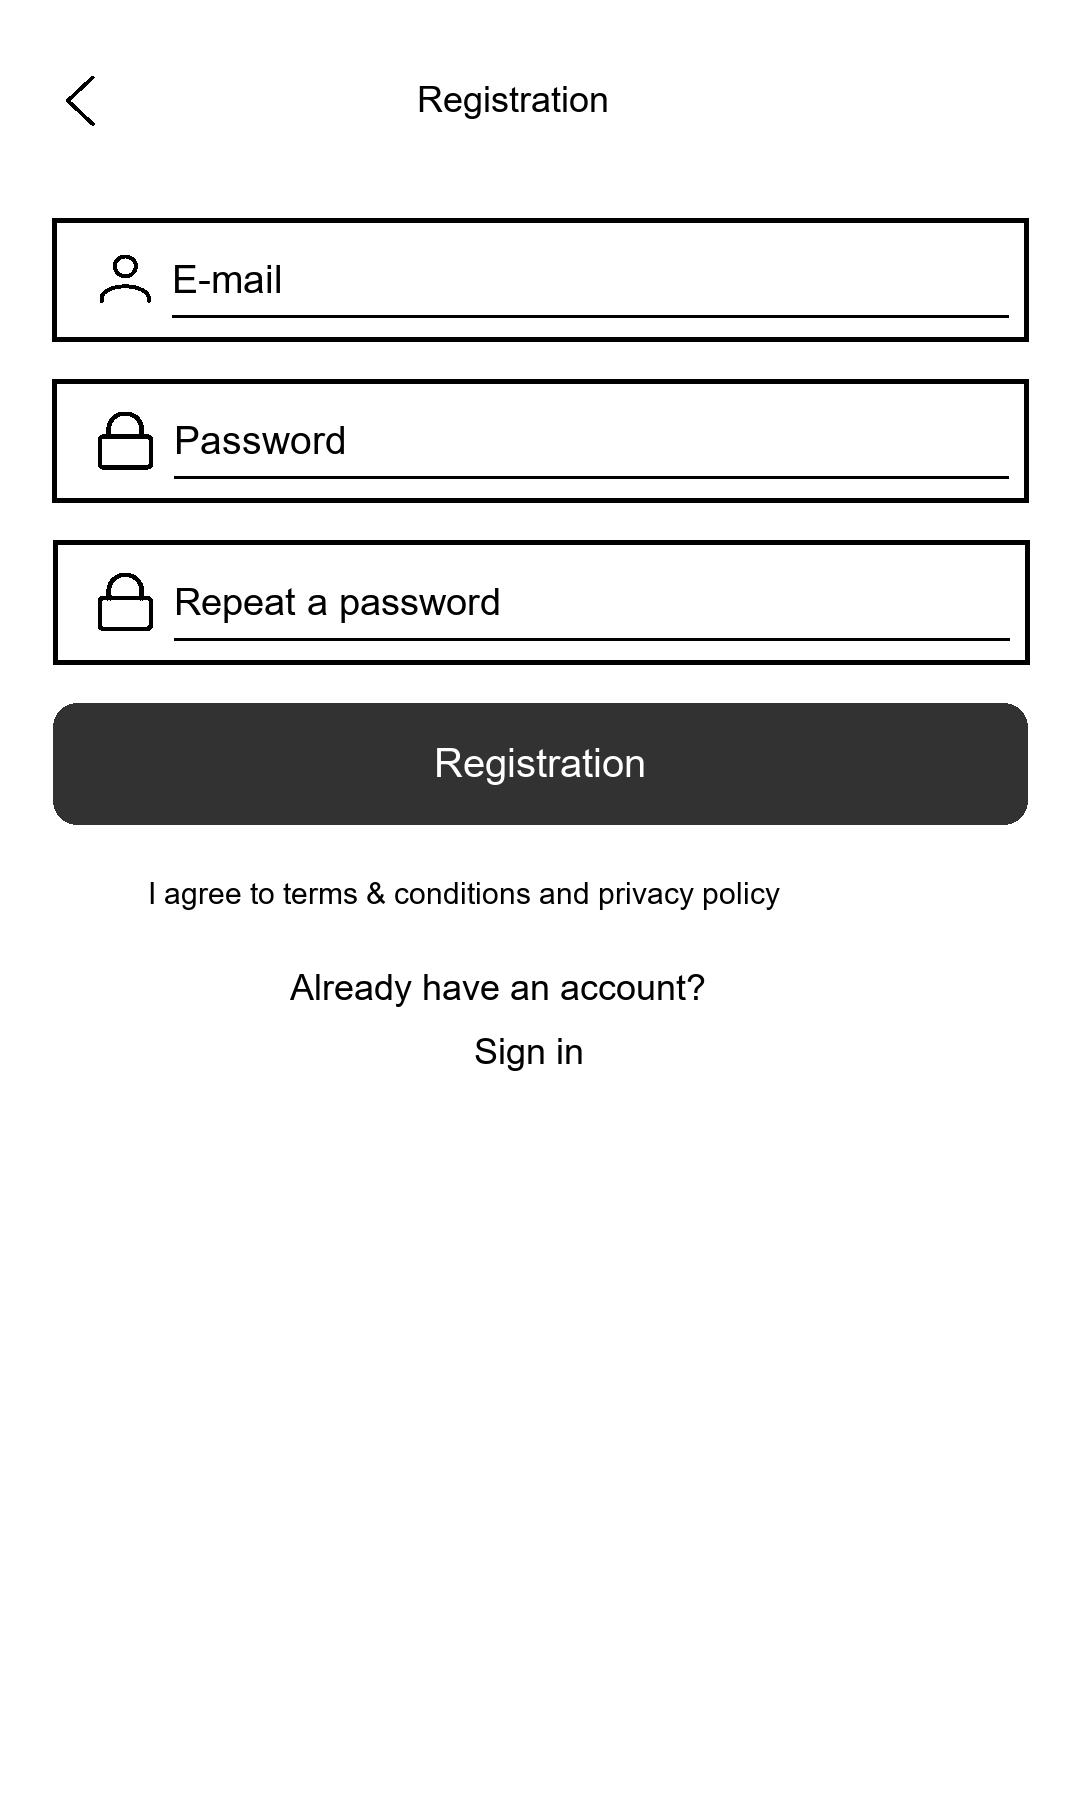 Registration
E-mail
Password
Repeat a password
Registration
I agree to terms & conditions and privacy policy
Already have an account?
Sign in